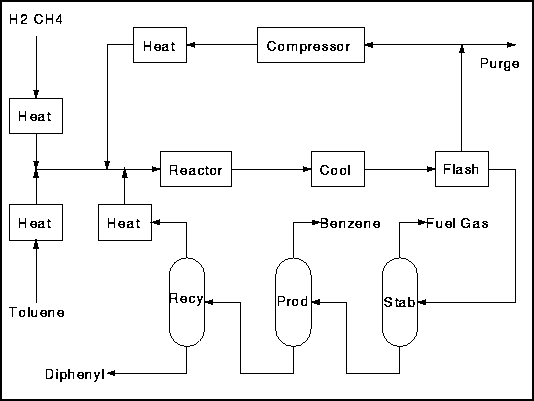 H2 CH4
Heat
Compressor
Purge
Heat
Reactor
Cool
Flash
Heat
Heat
Benzene
Fuel Gas
Toluene
Recy
Prod
Stab
Diphenyl